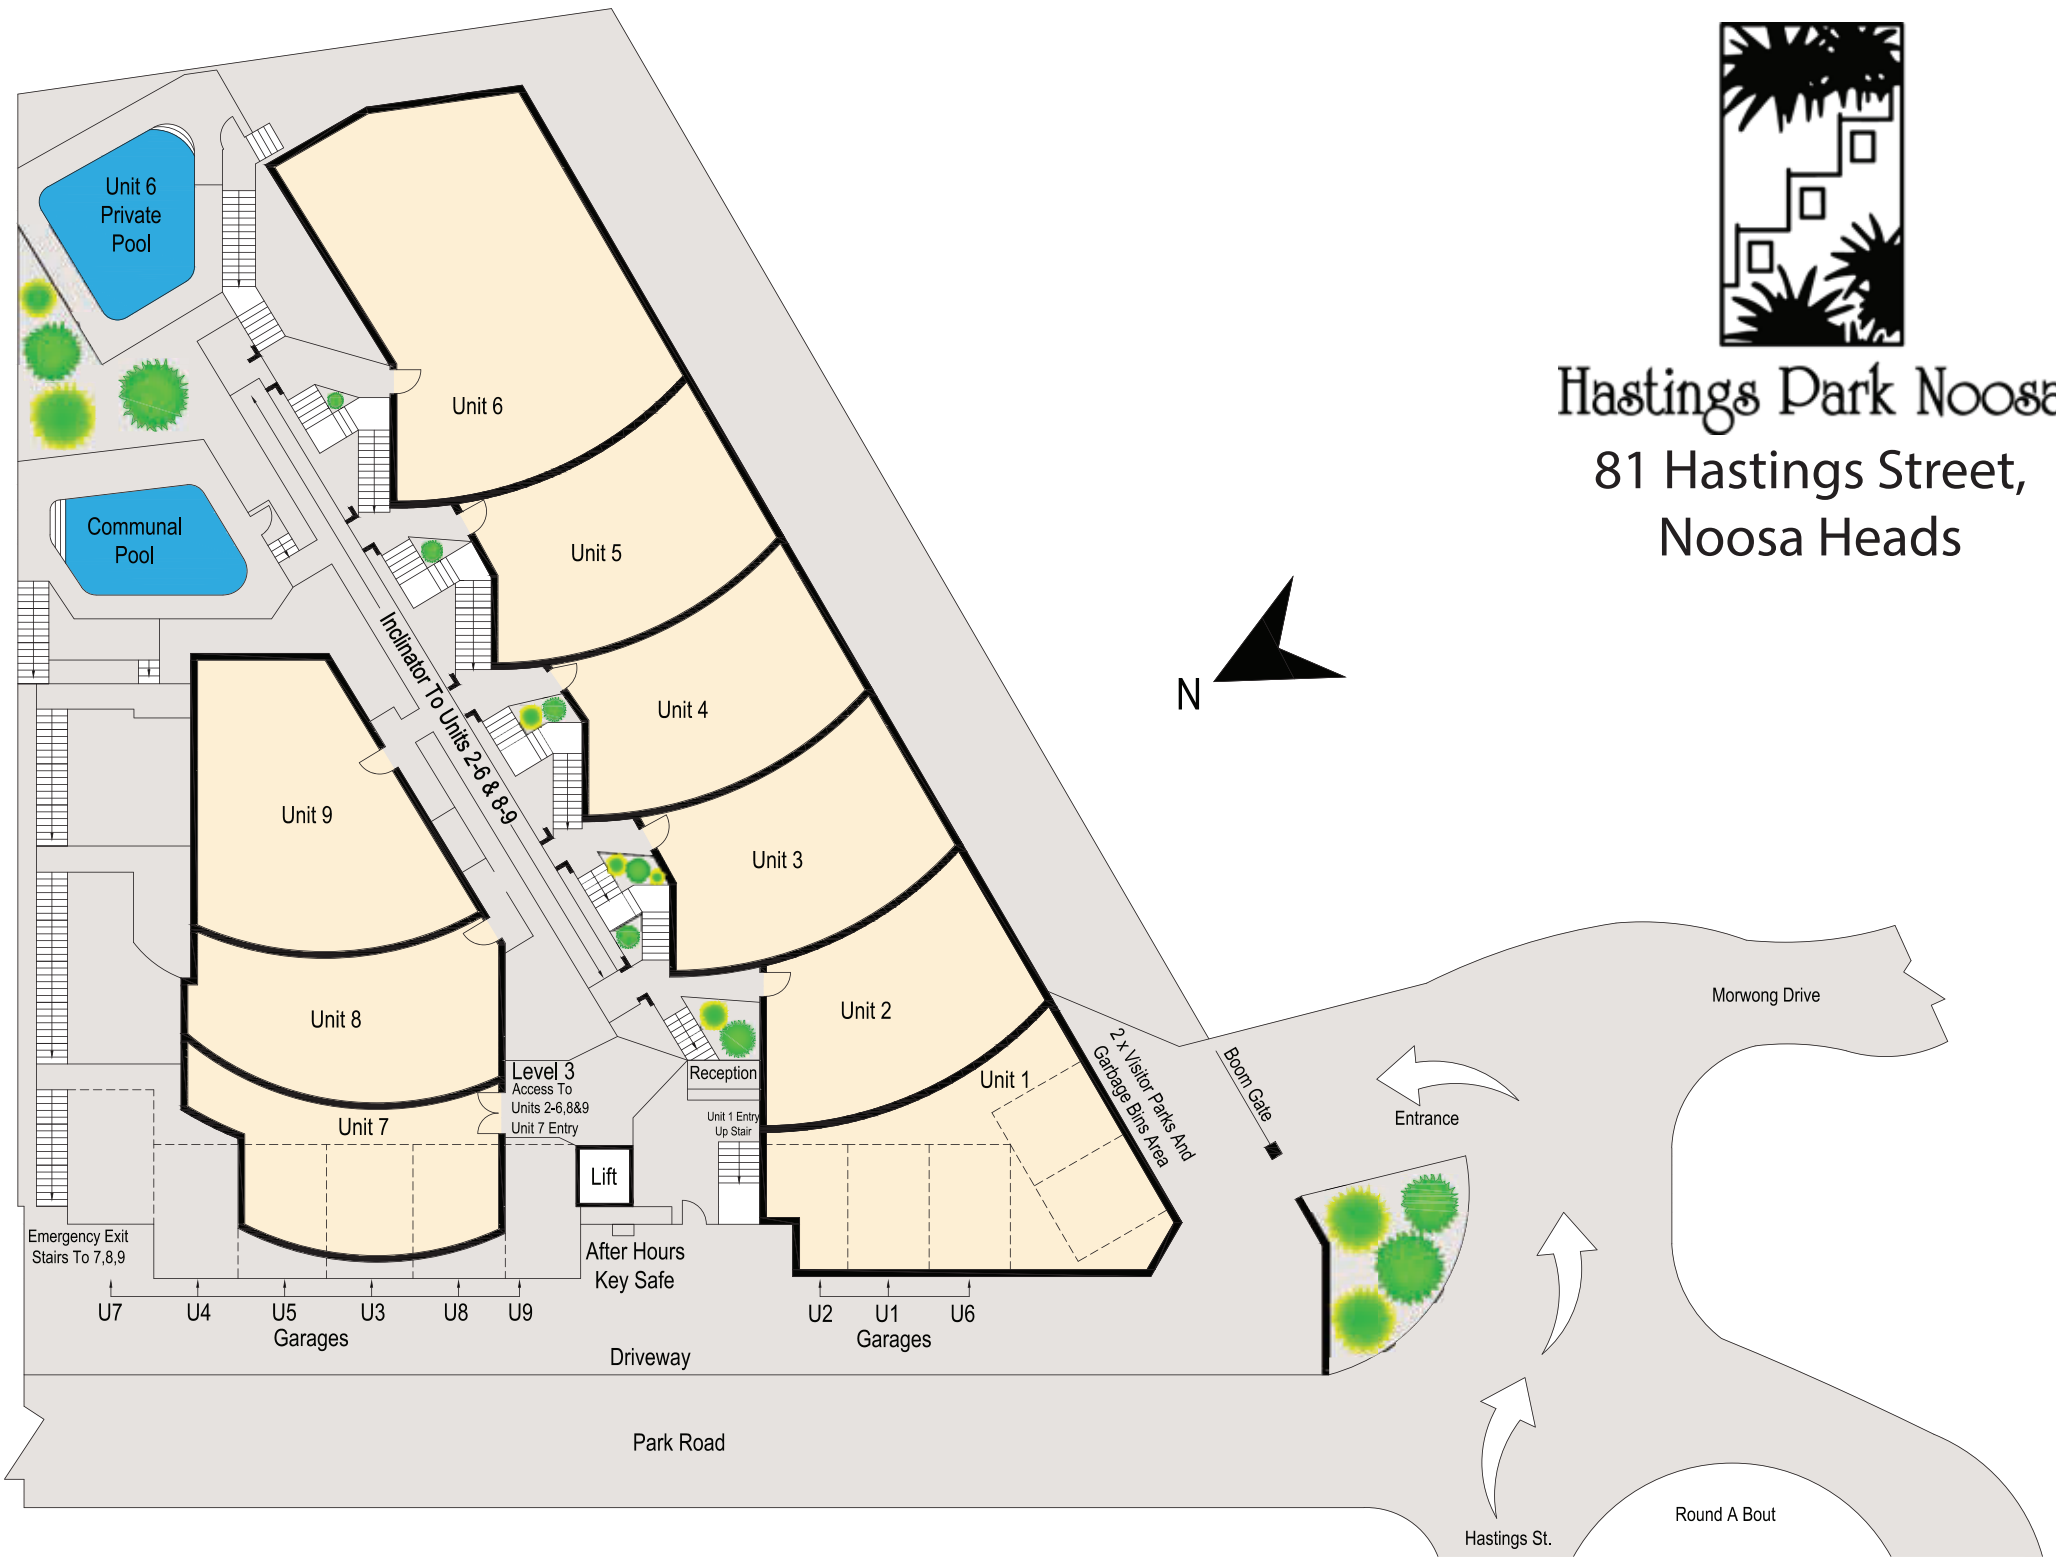 Hastings Park Noosa
81 Hastings Street,
Noosa Heads
N
Unit 6
Private
Pool
Communal
Pool
Unit 6
Unit 5
Unit 4
Unit 3
Unit 2
Unit 1
Inclinator To Units 2-6 & 8-9
Unit 9
Unit 8
Unit 7
Level 3
Access To
Units 2-6,8&9
Unit 7 Entry
Reception
Unit 1 Entry
Up Stair
Lift
2 x Visitor Parks And
Garbage Bins Area
Boom Gate
Entrance
Morwong Drive
Emergency Exit
Stairs To 7,8,9
After Hours
Key Safe
U7
U4
U5
U3
U8
U9
Garages
U2
U1
U6
Garages
Driveway
Park Road
Hastings St.
Round A Bout